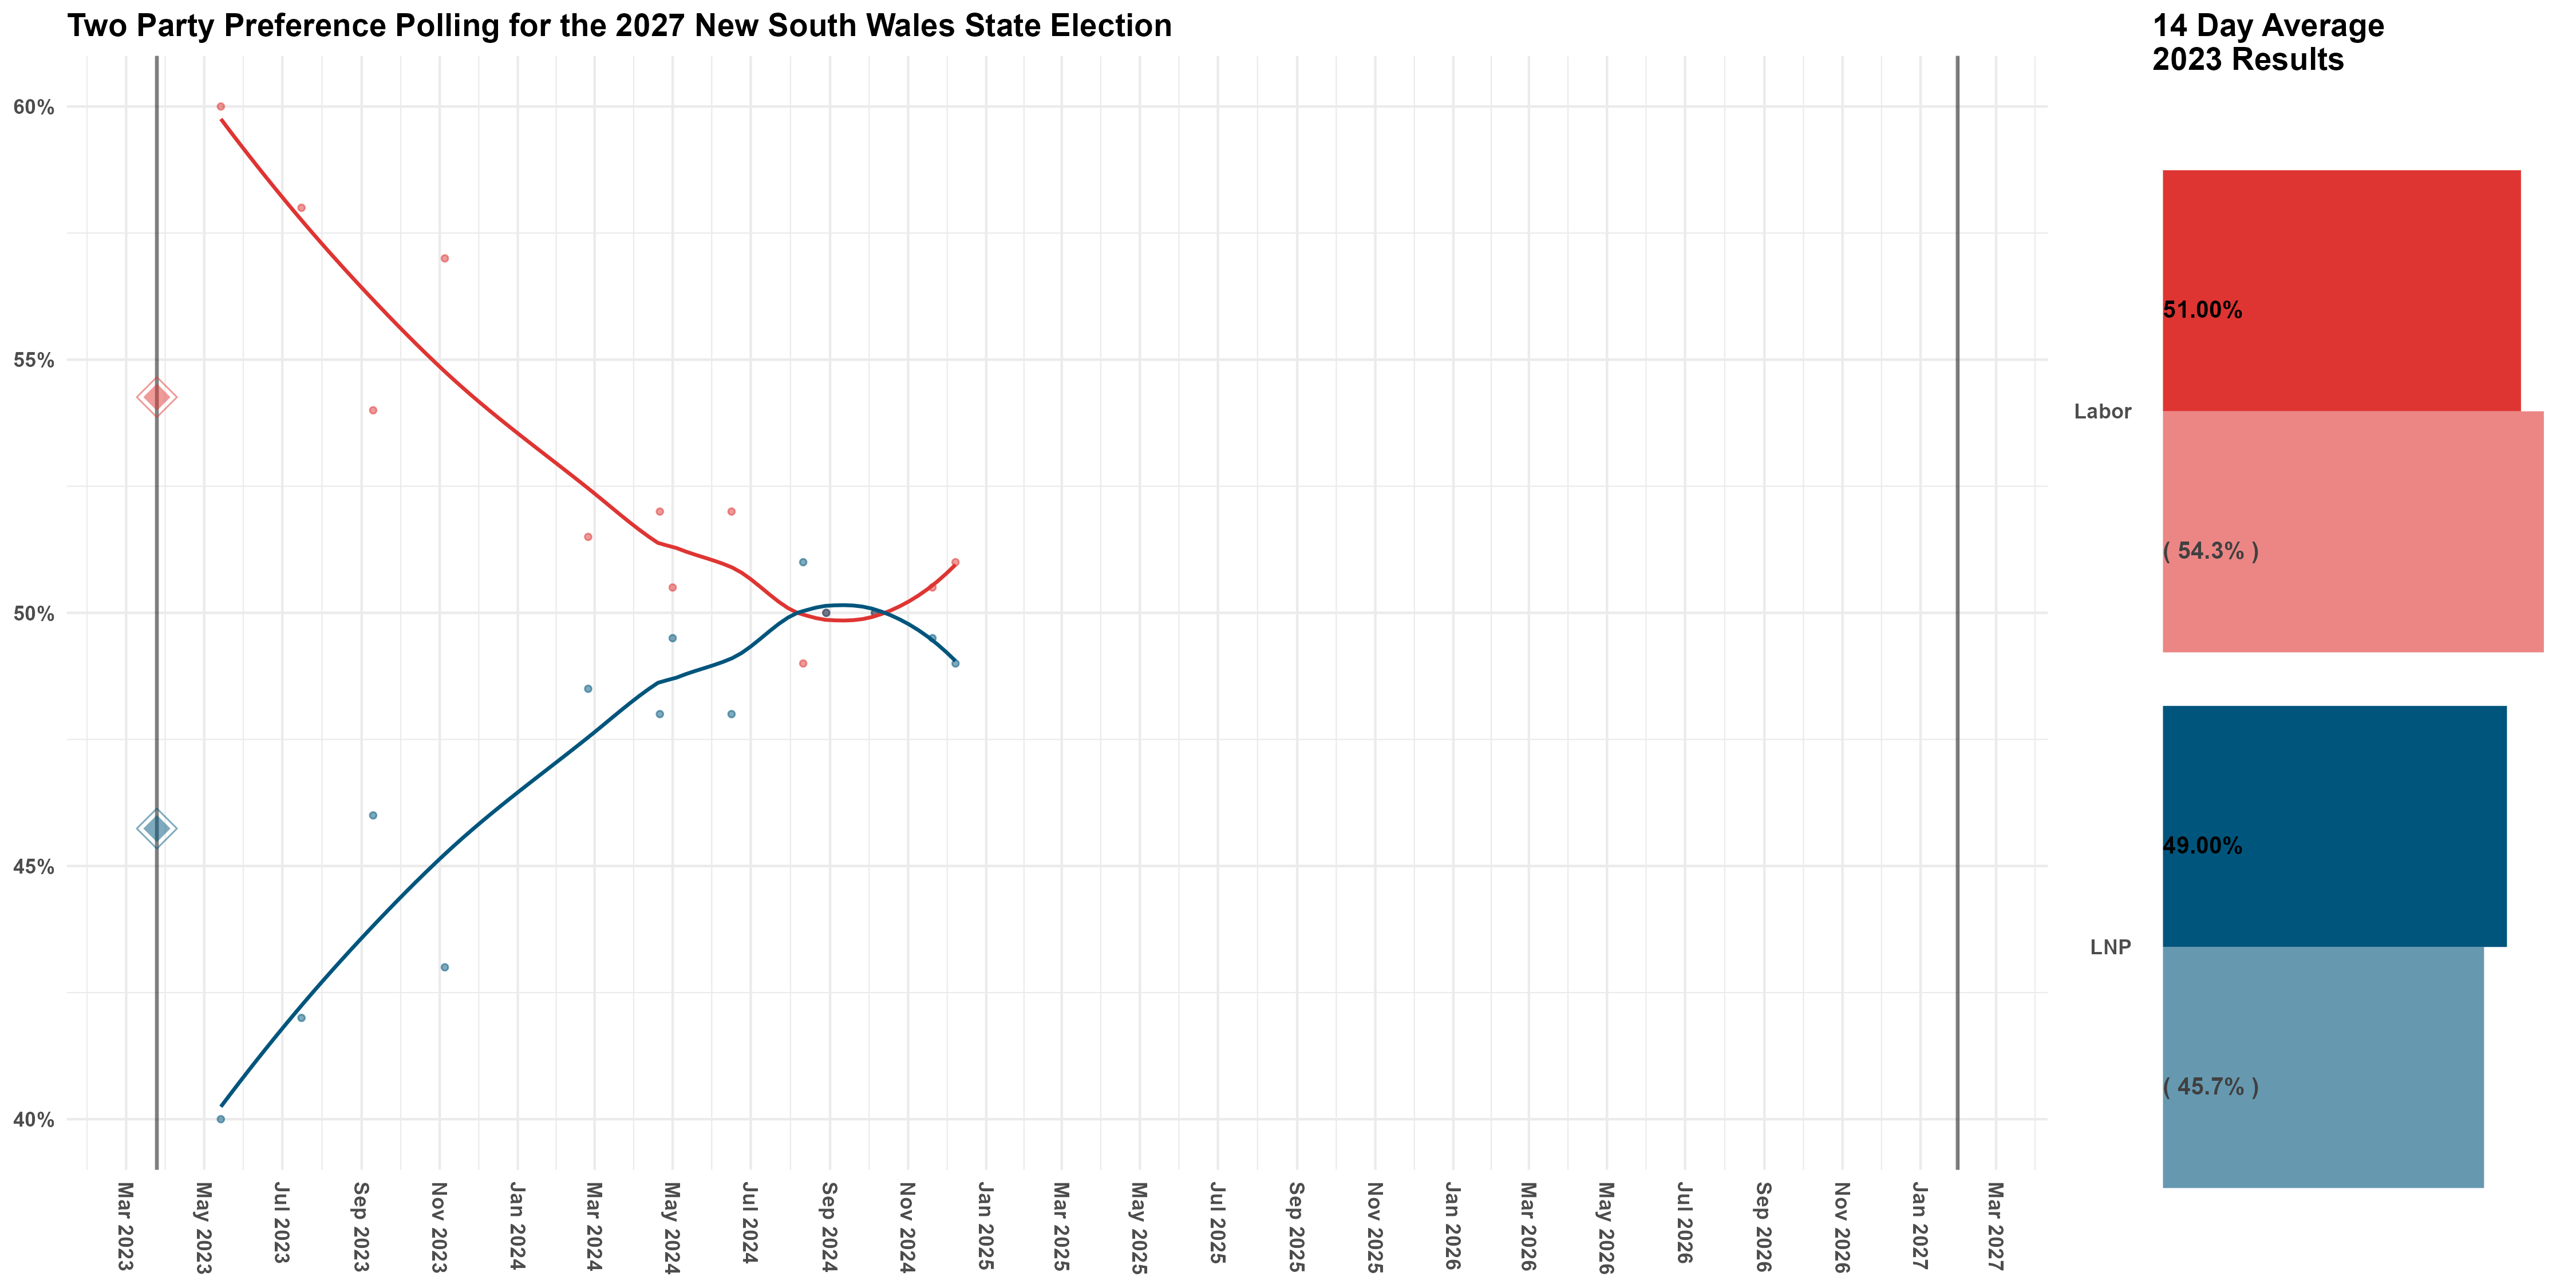 Two Party Preference Polling for the 2027 New South Wales State Election
60%
55%
50%
45%
40%
Mar 2023
May 2023
Jul 2023
Sep 2023
Nov 2023
Jan 2024
Mar 2024
May 2024
Jul 2024
Sep 2024
Nov 2024
Jan 2025
Mar 2025
May 2025
Jul 2025
Sep 2025
Nov 2025
Jan 2026
Mar 2026
May 2026
Jul 2026
Sep 2026
Nov 2026
Jan 2027
Mar 2027
14 Day Average
2023 Results
Labor
51.00%
( 54.3% )
LNP
49.00%
( 45.7% )